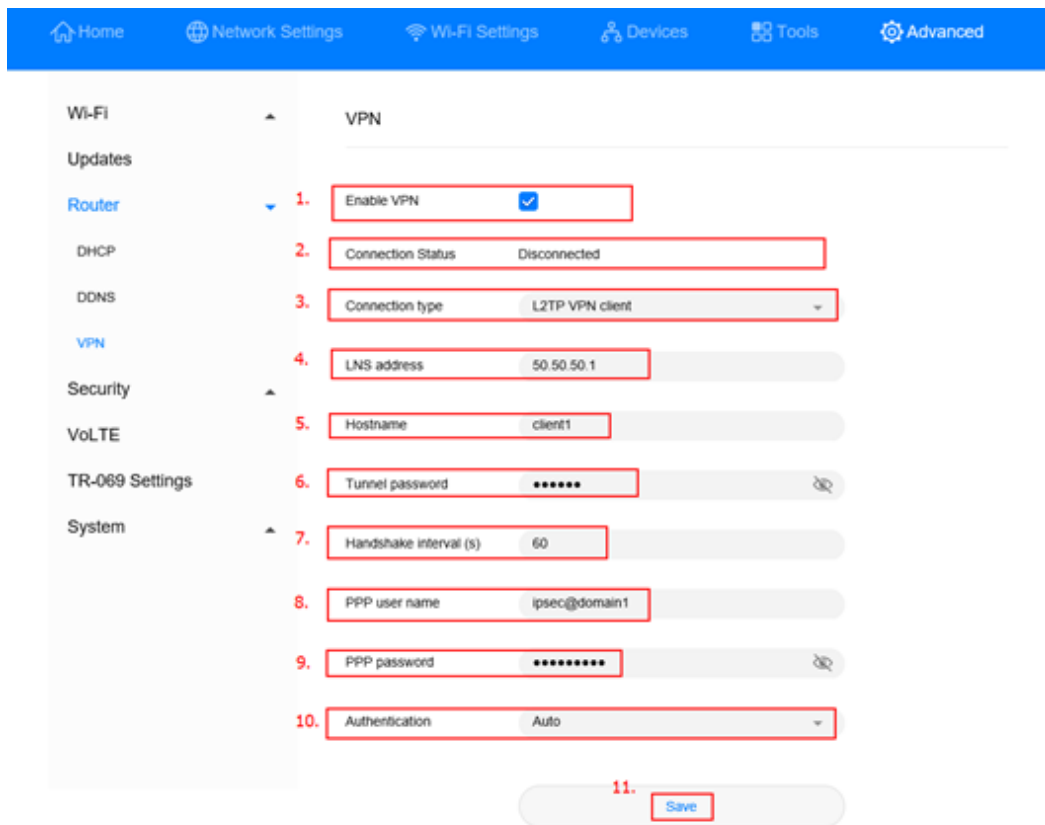 Home Network Settings Wi-Fi Settings Devices Tools Advanced
Wi-Fi
Updates
Router
DHCP
DDNS
VPN
Security
VoLTE
TR-069 Settings
System
VPN
1. Enable VPN
2. Connection Status Disconnected
3. Connection type L2TP VPN client
4. LNS address 50.50.50.1
5. Hostname client1
6. Tunnel password ••••••
7. Handshake interval (s) 60
8. PPP user name ipsec@domain1
9. PPP password •••••••••
10. Authentication Auto
11. Save